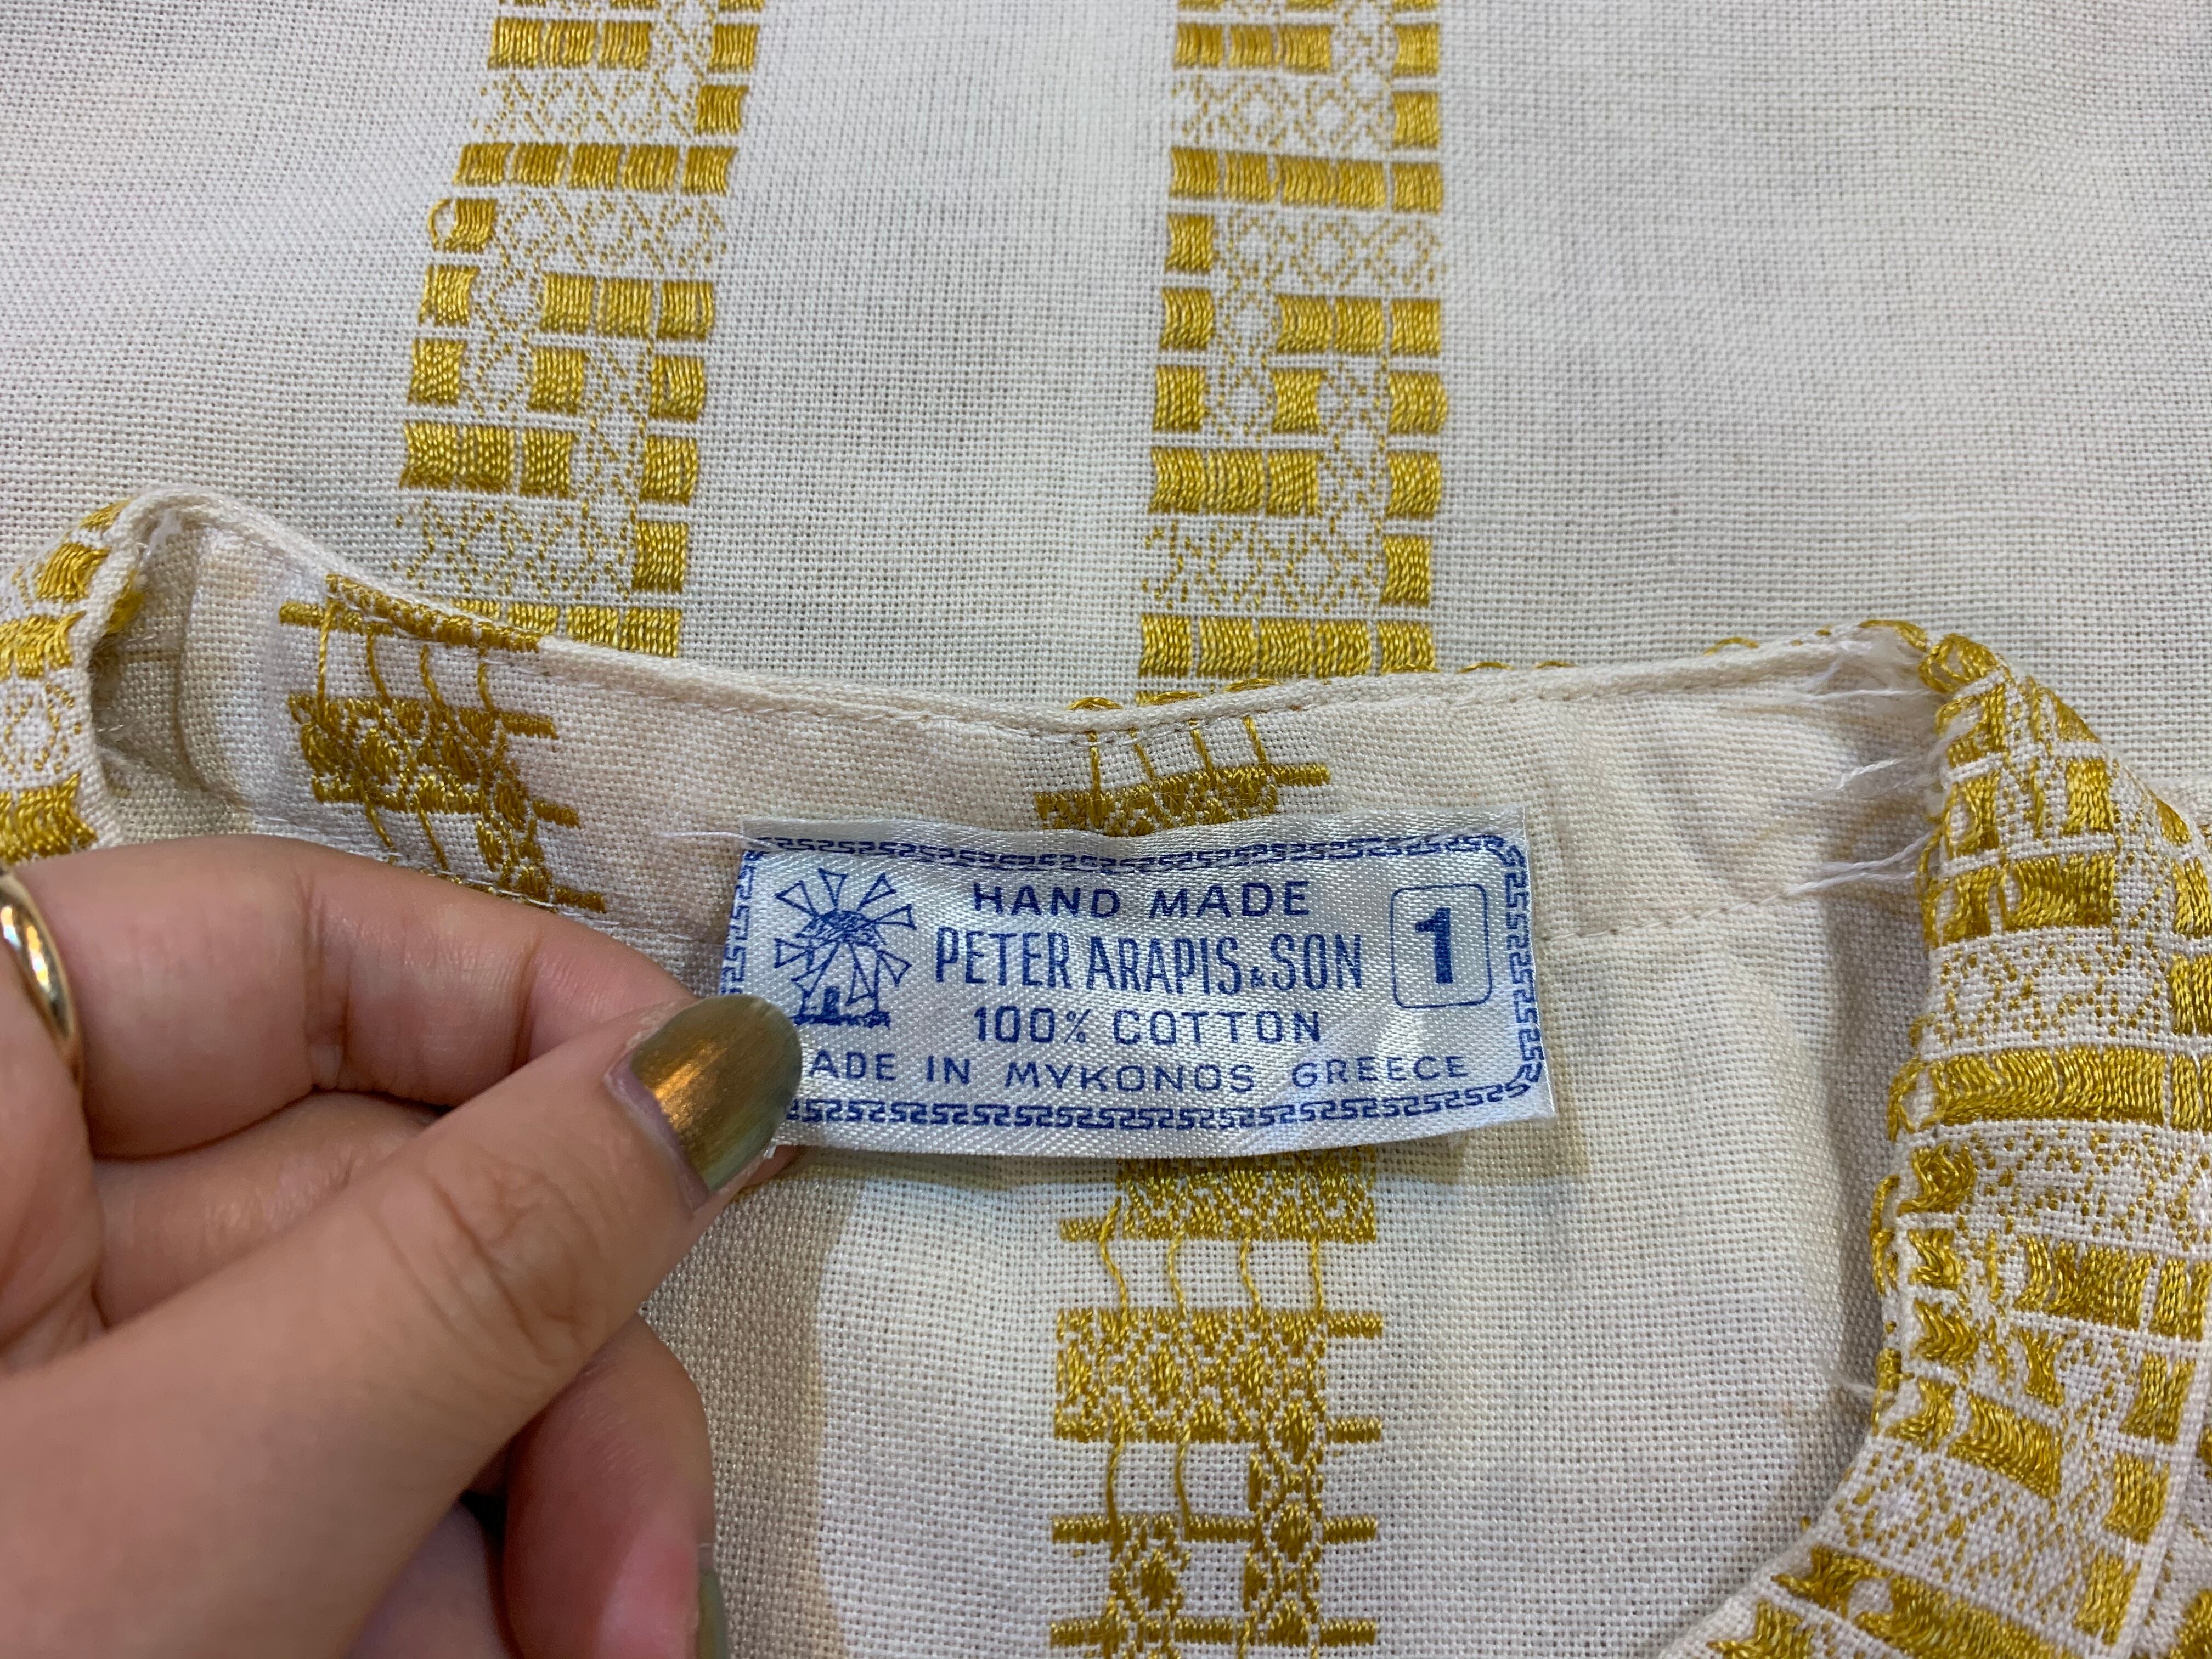 HAND MADE
PETER ARAPIS & SON
1
100% COTTON
ADE IN MYKONOS GREECE